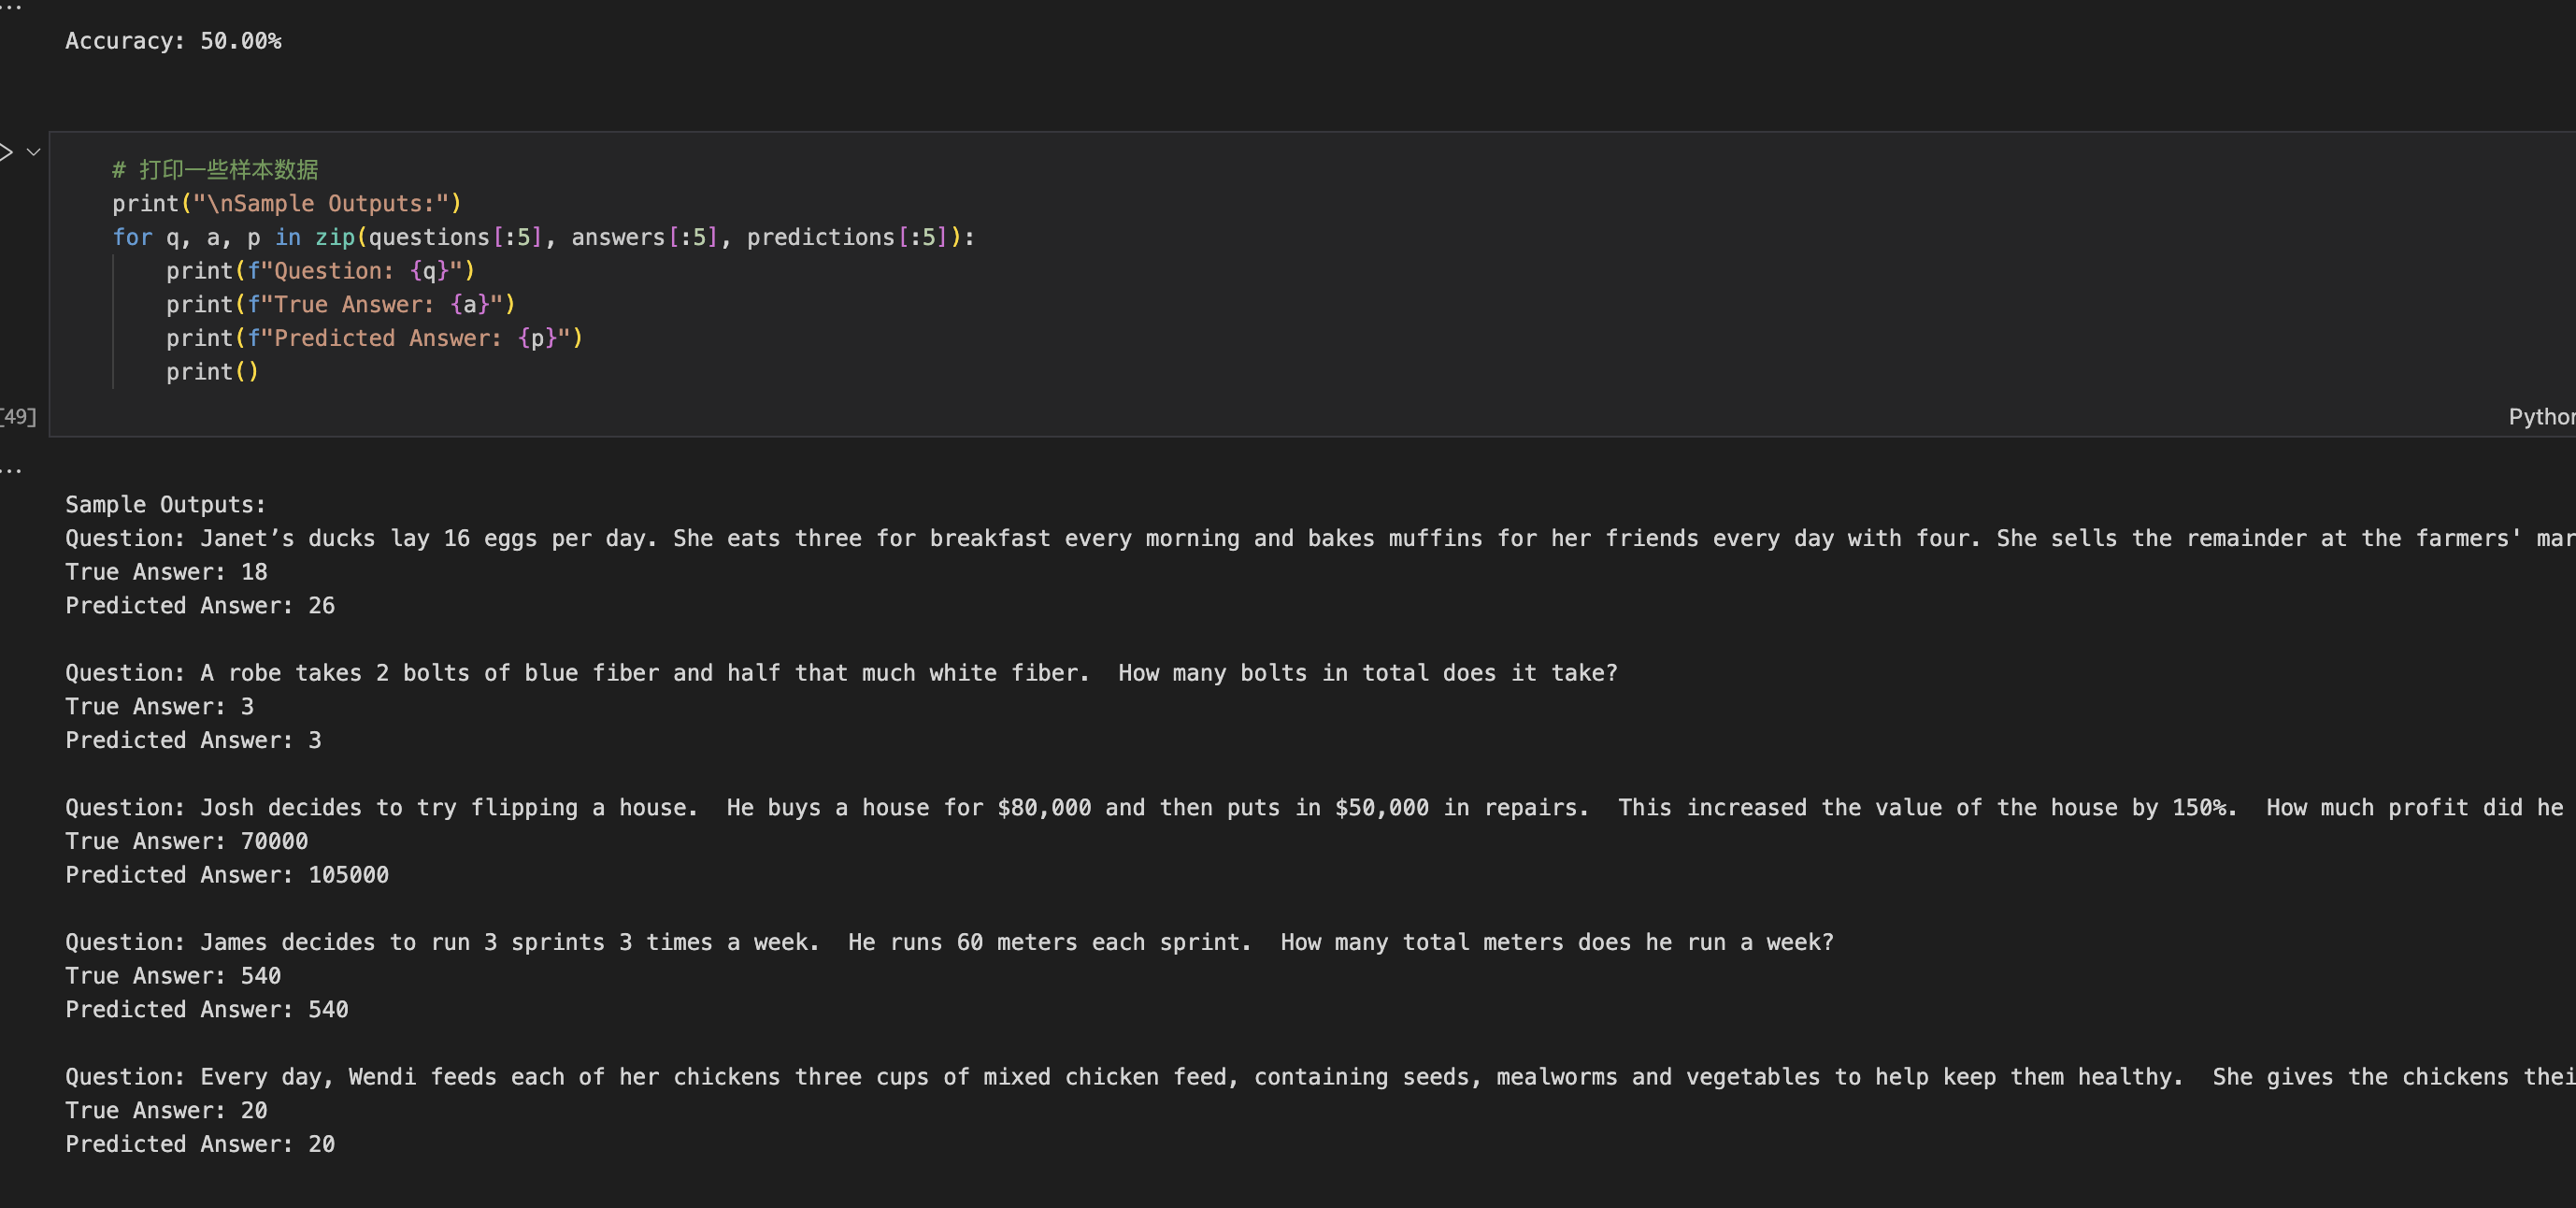 ...
Accuracy: 50.00%
# 打印一些样本数据
print("\nSample Outputs:")
for q, a, p in zip(questions[:5], answers[:5], predictions[:5]):
    print(f"Question: {q}")
    print(f"True Answer: {a}")
    print(f"Predicted Answer: {p}")
    print()
[49]
Python
...
Sample Outputs:
Question: Janet’s ducks lay 16 eggs per day. She eats three for breakfast every morning and bakes muffins for her friends every day with four. She sells the remainder at the farmers' mar
True Answer: 18
Predicted Answer: 26
Question: A robe takes 2 bolts of blue fiber and half that much white fiber.  How many bolts in total does it take?
True Answer: 3
Predicted Answer: 3
Question: Josh decides to try flipping a house.  He buys a house for $80,000 and then puts in $50,000 in repairs.  This increased the value of the house by 150%.  How much profit did he
True Answer: 70000
Predicted Answer: 105000
Question: James decides to run 3 sprints 3 times a week.  He runs 60 meters each sprint.  How many total meters does he run a week?
True Answer: 540
Predicted Answer: 540
Question: Every day, Wendi feeds each of her chickens three cups of mixed chicken feed, containing seeds, mealworms and vegetables to help keep them healthy.  She gives the chickens thei
True Answer: 20
Predicted Answer: 20